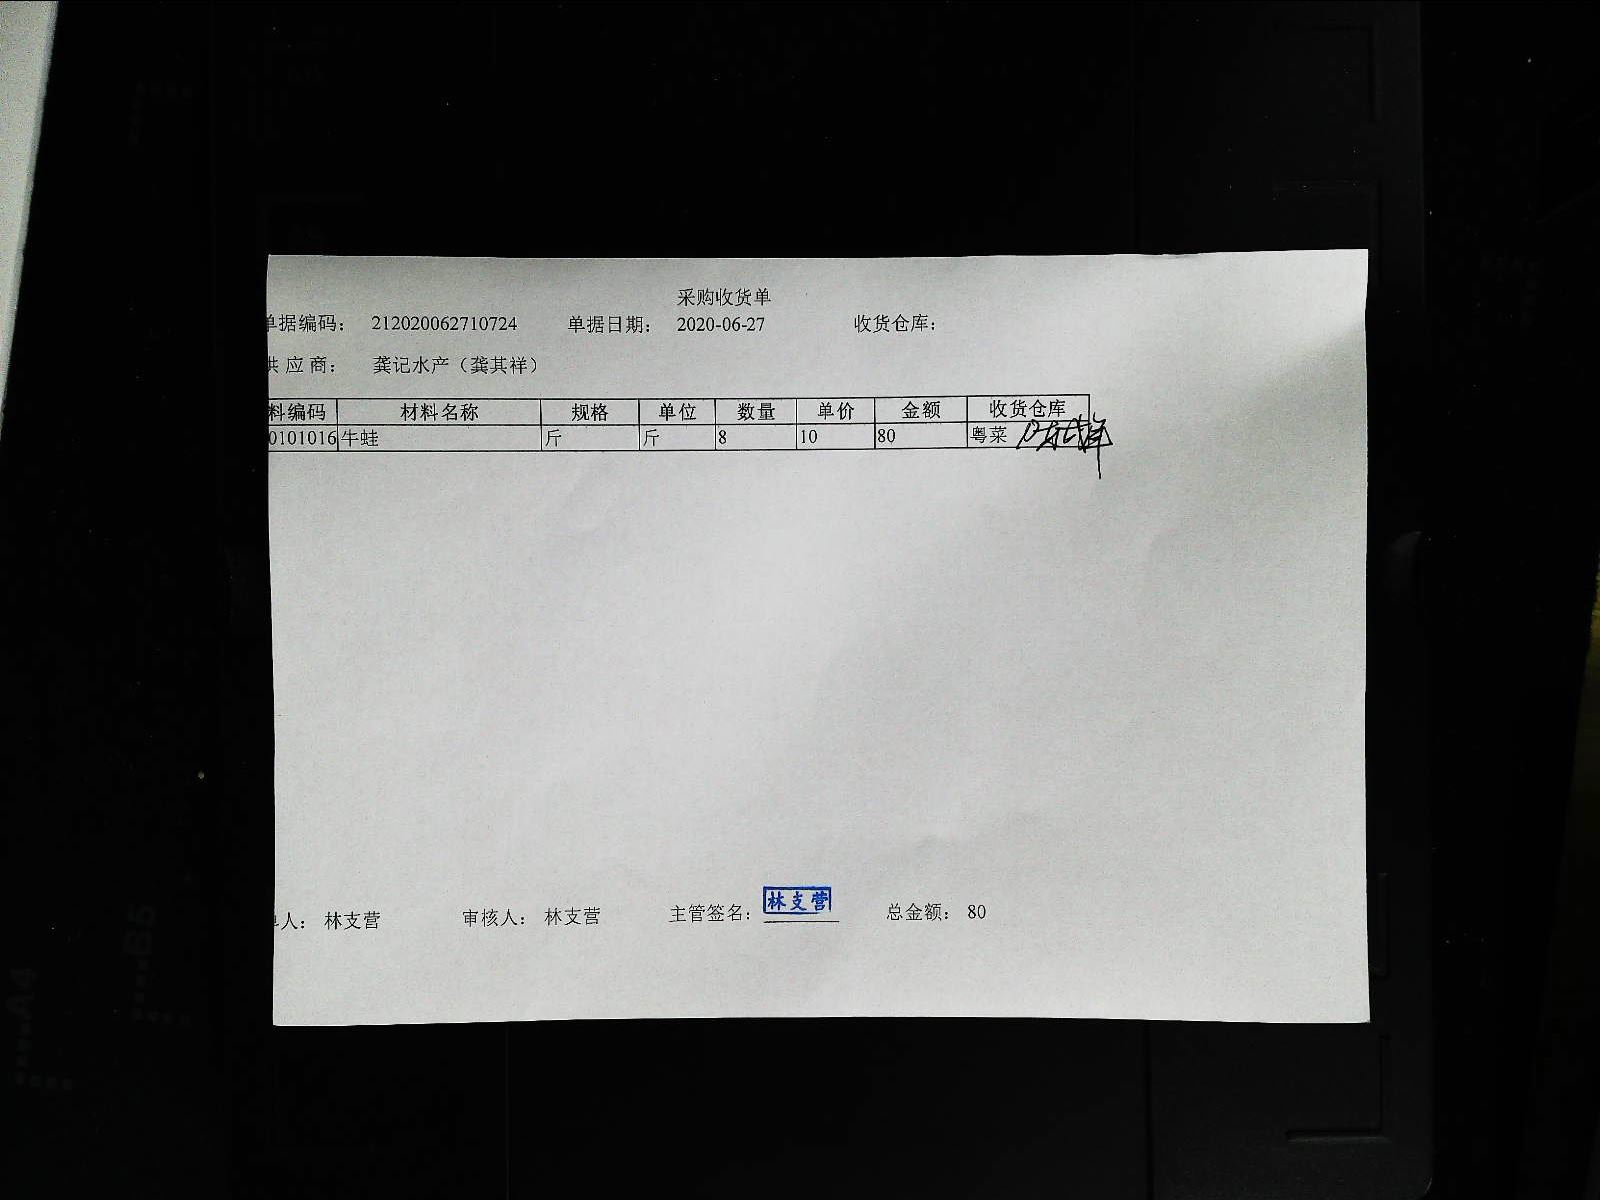 采购收货单
单据编码： 212020062710724 单据日期： 2020-06-27 收货仓库：
供应商： 龚记水产（龚其祥）
料编码 材料名称 规格 单位 数量 单价 金额 收货仓库
0101016 牛蛙 斤 斤 8 10 80 粤菜
人： 林支营 审核人： 林支营 主管签名： 林支营 总金额： 80